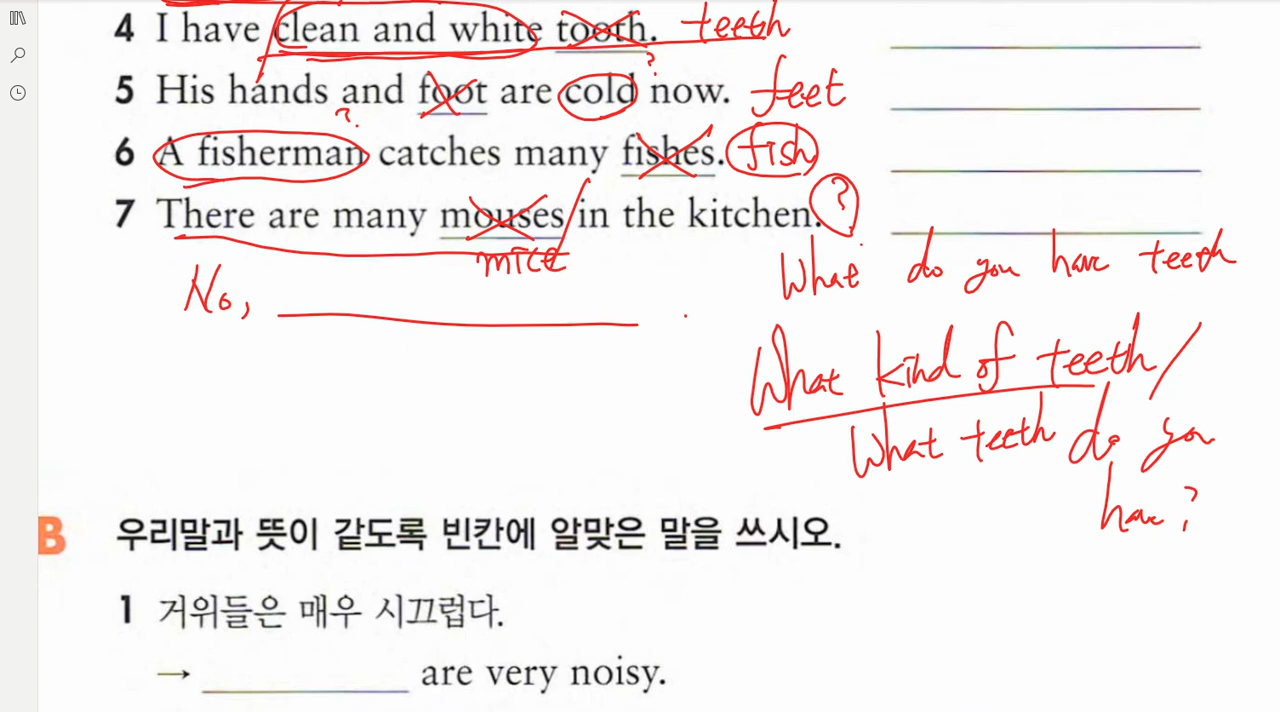 4 I have clean and white tooth. teeth
5 His hands and foot are cold now. feet
?
?
6 A fisherman catches many fishes. fish
7 There are many mouses in the kitchen. ?
mice
No,
What do you have teeth
What kind of teeth /
What teeth do you
have?
B 우리말과 뜻이 같도록 빈칸에 알맞은 말을 쓰시오.
1 거위들은 매우 시끄럽다.
→ ________ are very noisy.